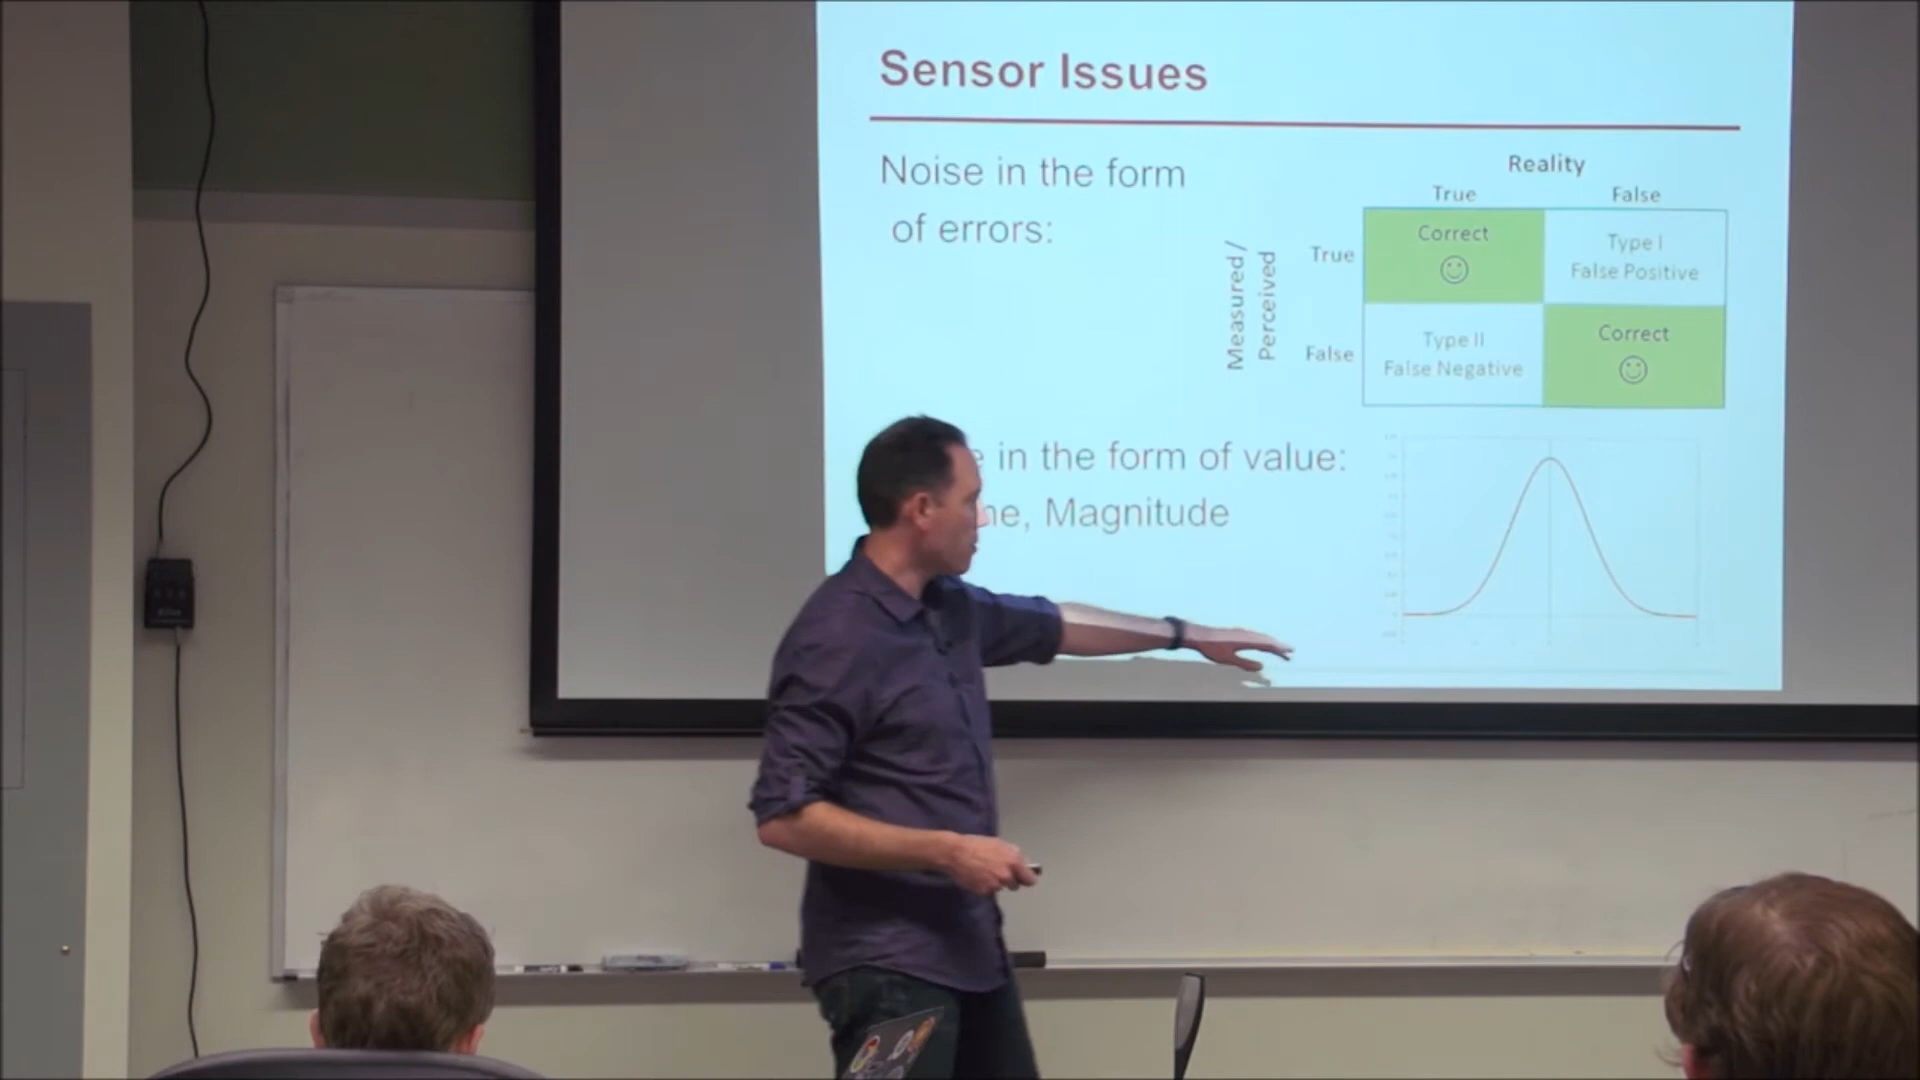 Sensor Issues
Noise in the form
of errors:
Reality
True False
Measured /
Perceived
True
Correct
Type I
False Positive
False
Type II
False Negative
Correct
in the form of value:
Magnitude